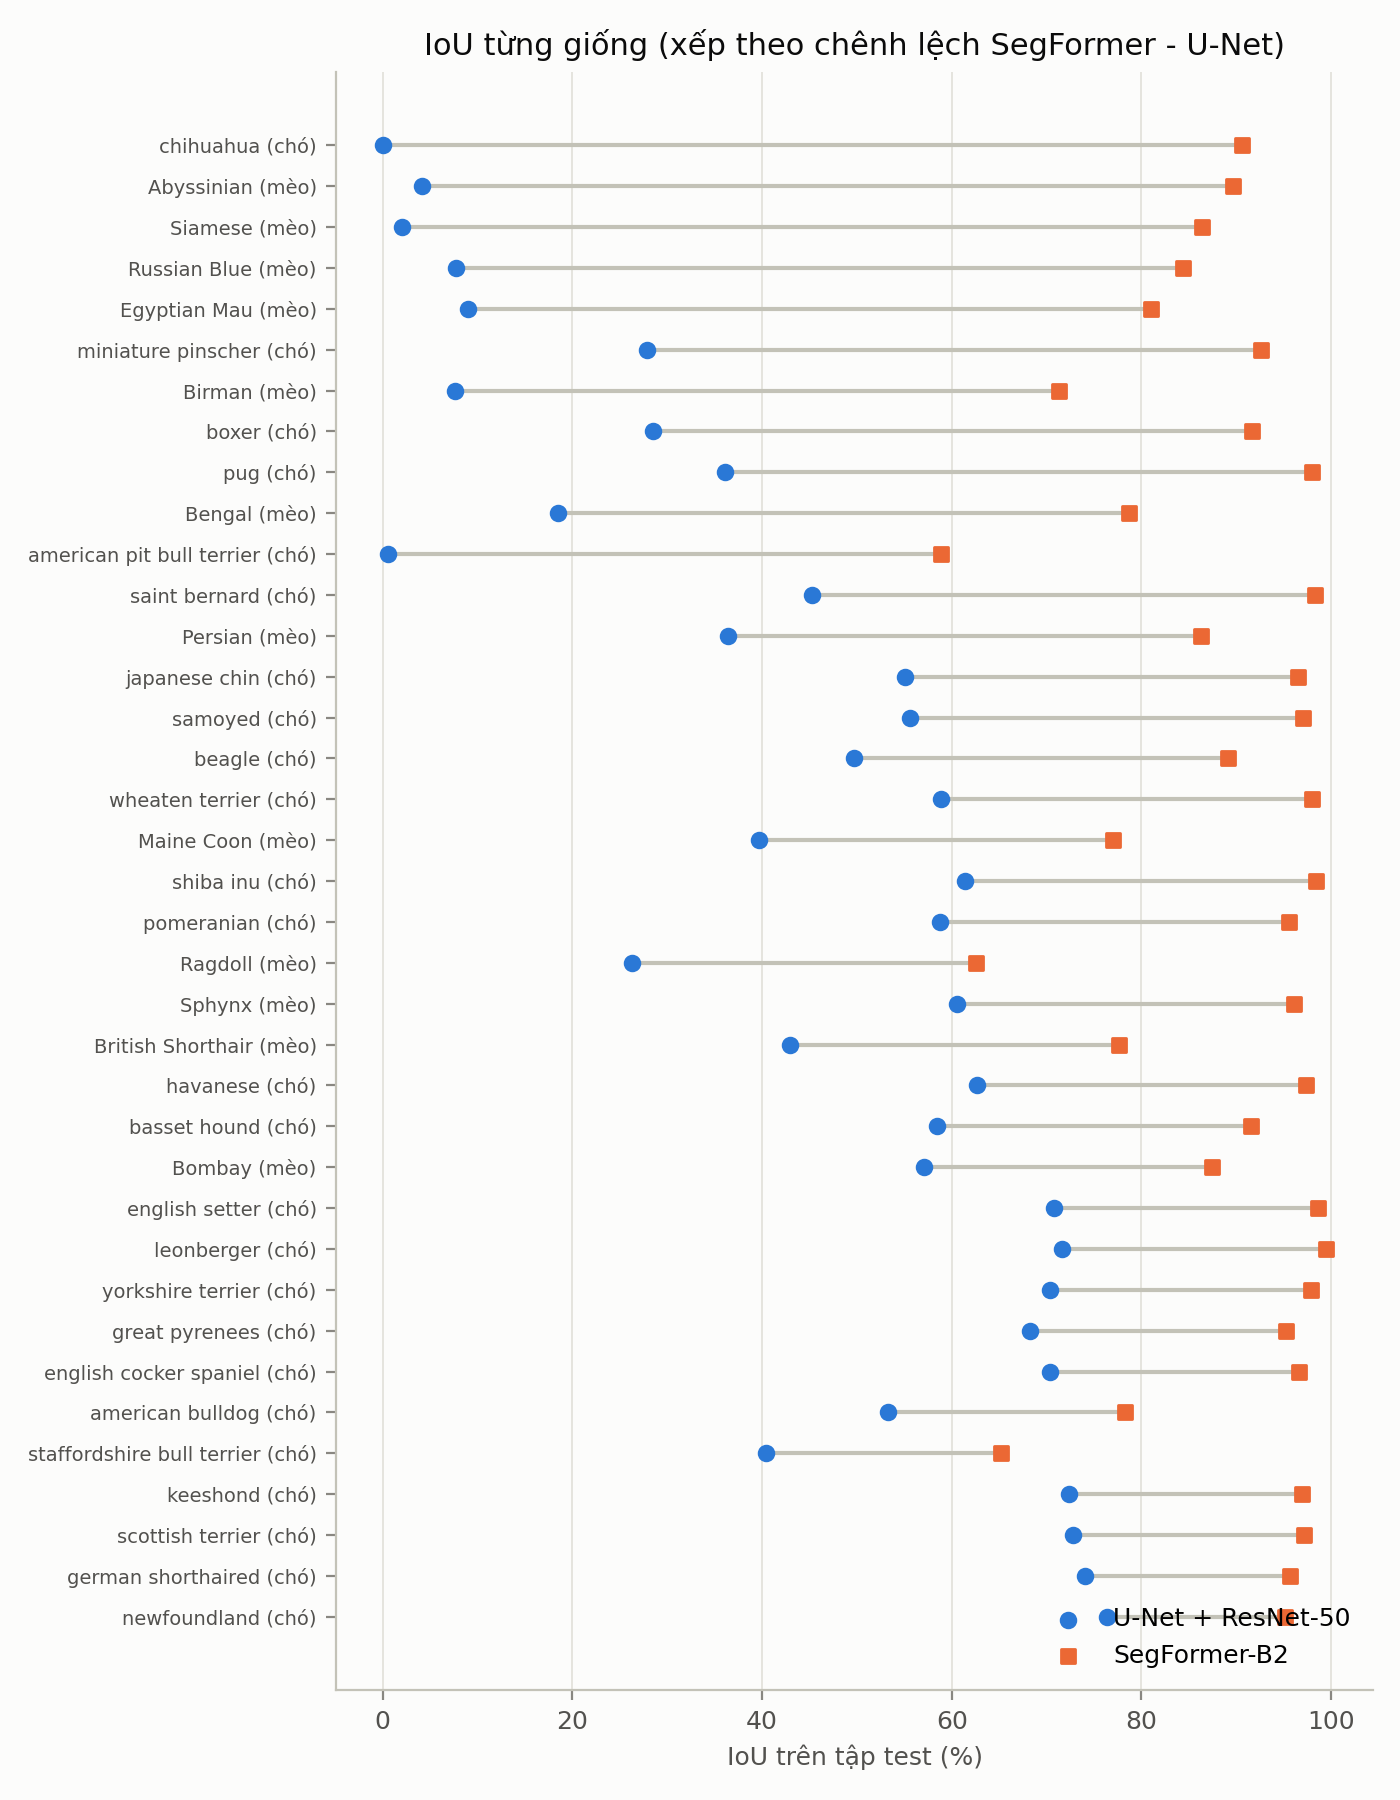 IoU từng giống (xếp theo chênh lệch SegFormer - U-Net)
chihuahua (chó)
Abyssinian (mèo)
Siamese (mèo)
Russian Blue (mèo)
Egyptian Mau (mèo)
miniature pinscher (chó)
Birman (mèo)
boxer (chó)
pug (chó)
Bengal (mèo)
american pit bull terrier (chó)
saint bernard (chó)
Persian (mèo)
japanese chin (chó)
samoyed (chó)
beagle (chó)
wheaten terrier (chó)
Maine Coon (mèo)
shiba inu (chó)
pomeranian (chó)
Ragdoll (mèo)
Sphynx (mèo)
British Shorthair (mèo)
havanese (chó)
basset hound (chó)
Bombay (mèo)
english setter (chó)
leonberger (chó)
yorkshire terrier (chó)
great pyrenees (chó)
english cocker spaniel (chó)
american bulldog (chó)
staffordshire bull terrier (chó)
keeshond (chó)
scottish terrier (chó)
german shorthaired (chó)
newfoundland (chó)
U-Net + ResNet-50
SegFormer-B2
0 20 40 60 80 100
IoU trên tập test (%)